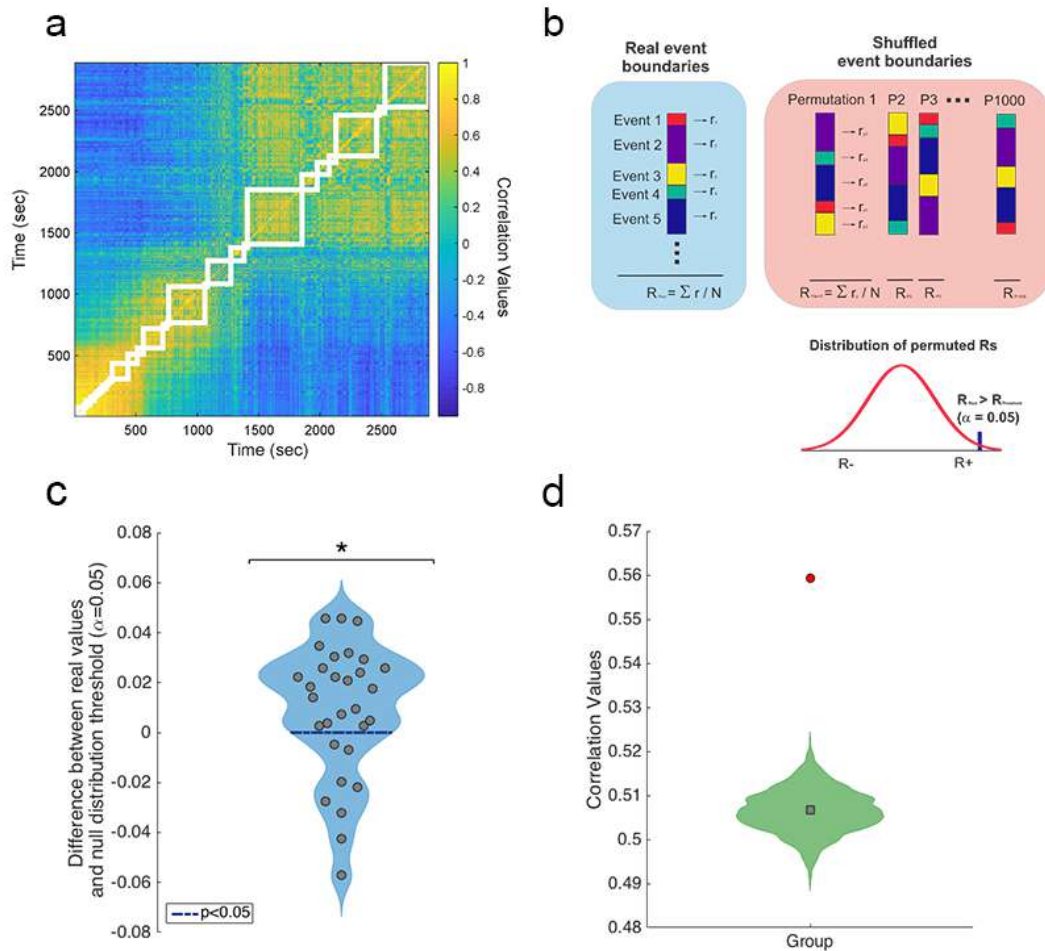 a
2500
2000
1500
1000
500
Time (sec)
500 1000 1500 2000 2500
Time (sec)
1
0.8
0.6
0.4
0.2
0
-0.2
-0.4
-0.6
-0.8
Correlation Values
b
Real event
boundaries
Event 1
Event 2
Event 3
Event 4
Event 5
Shuffled
event boundaries
Permutation 1 P2 P3 P1000
Distribution of permuted Rs
(α = 0.05)
R- R+
c
0.08
0.06
0.04
0.02
0
-0.02
-0.04
-0.06
-0.08
Difference between real values
and null distribution threshold (α=0.05)
*
p<0.05
d
0.57
0.56
0.55
0.54
0.53
0.52
0.51
0.5
0.49
0.48
Correlation Values
Group